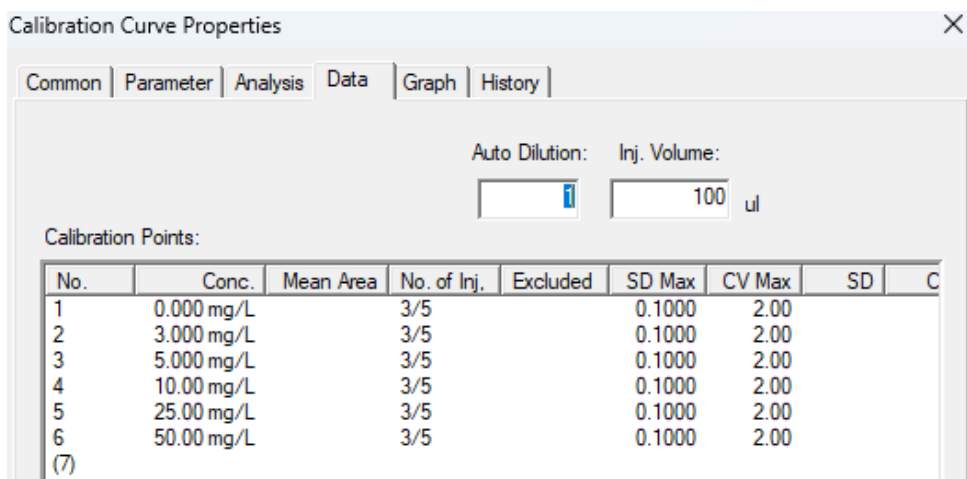 Calibration Curve Properties
Common Parameter Analysis Data Graph History
Auto Dilution: Inj. Volume:
1 100 ul
Calibration Points:
No. Conc. Mean Area No. of Inj, Excluded SD Max CV Max SD C
1 0.000 mg/L 3/5 0.1000 2.00
2 3.000 mg/L 3/5 0.1000 2.00
3 5.000 mg/L 3/5 0.1000 2.00
4 10.00 mg/L 3/5 0.1000 2.00
5 25.00 mg/L 3/5 0.1000 2.00
6 50.00 mg/L 3/5 0.1000 2.00
(7)